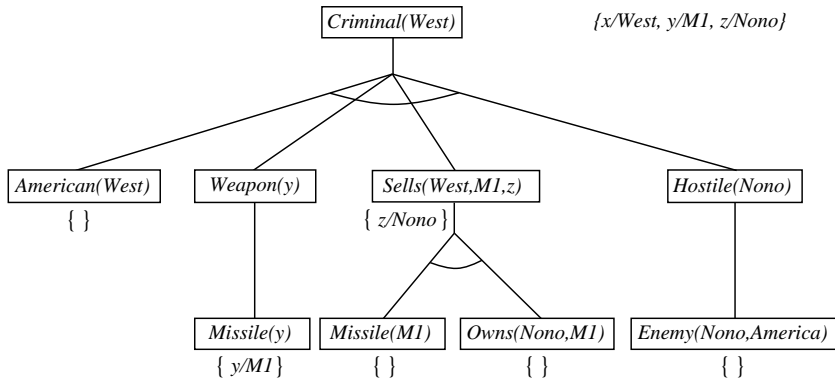 Criminal(West) {x/West, y/M1, z/Nono}
American(West) Weapon(y) Sells(West,M1,z) Hostile(Nono)
{ } { z/Nono }
Missile(y) Missile(M1) Owns(Nono,M1) Enemy(Nono,America)
{ y/M1} { } { } { }